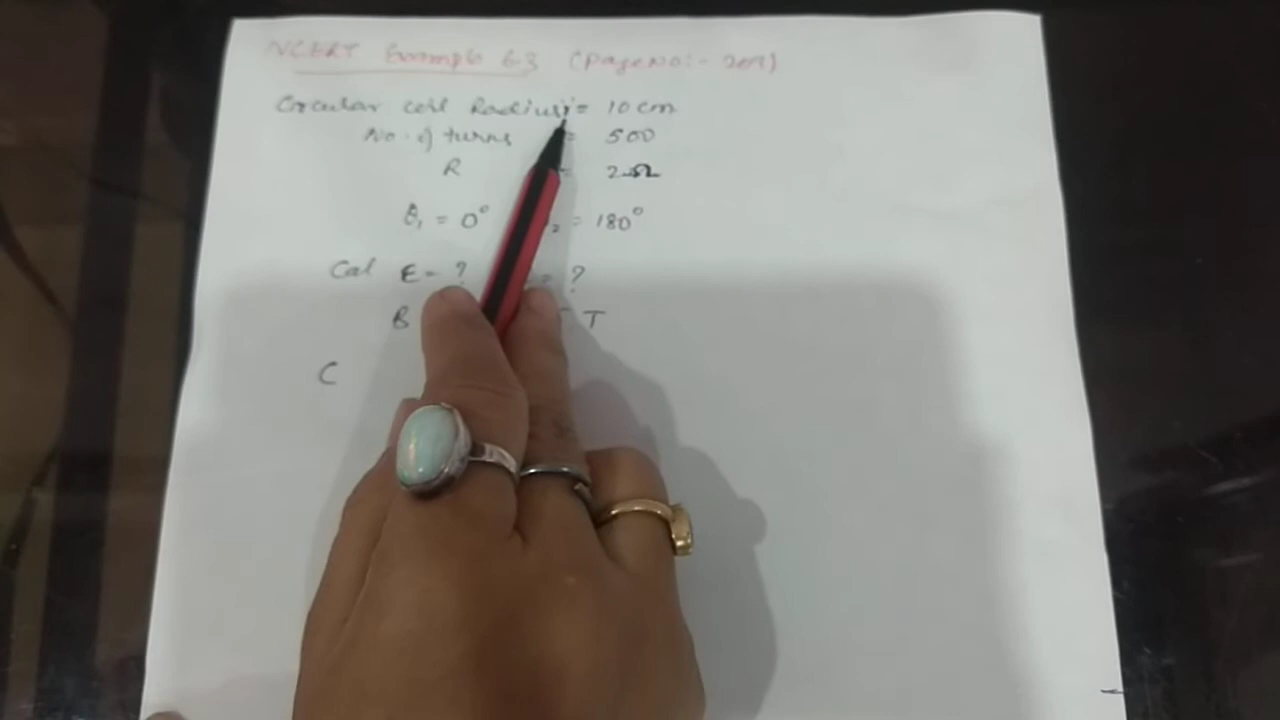 NCERT Example 6.3 (Page No:- 209)
Circular coil Radius = 10 cm
No. of turns = 500
R = 2Ω
θ₁ = 0° ₂ = 180°
Cal E = ? = ?
B T
C